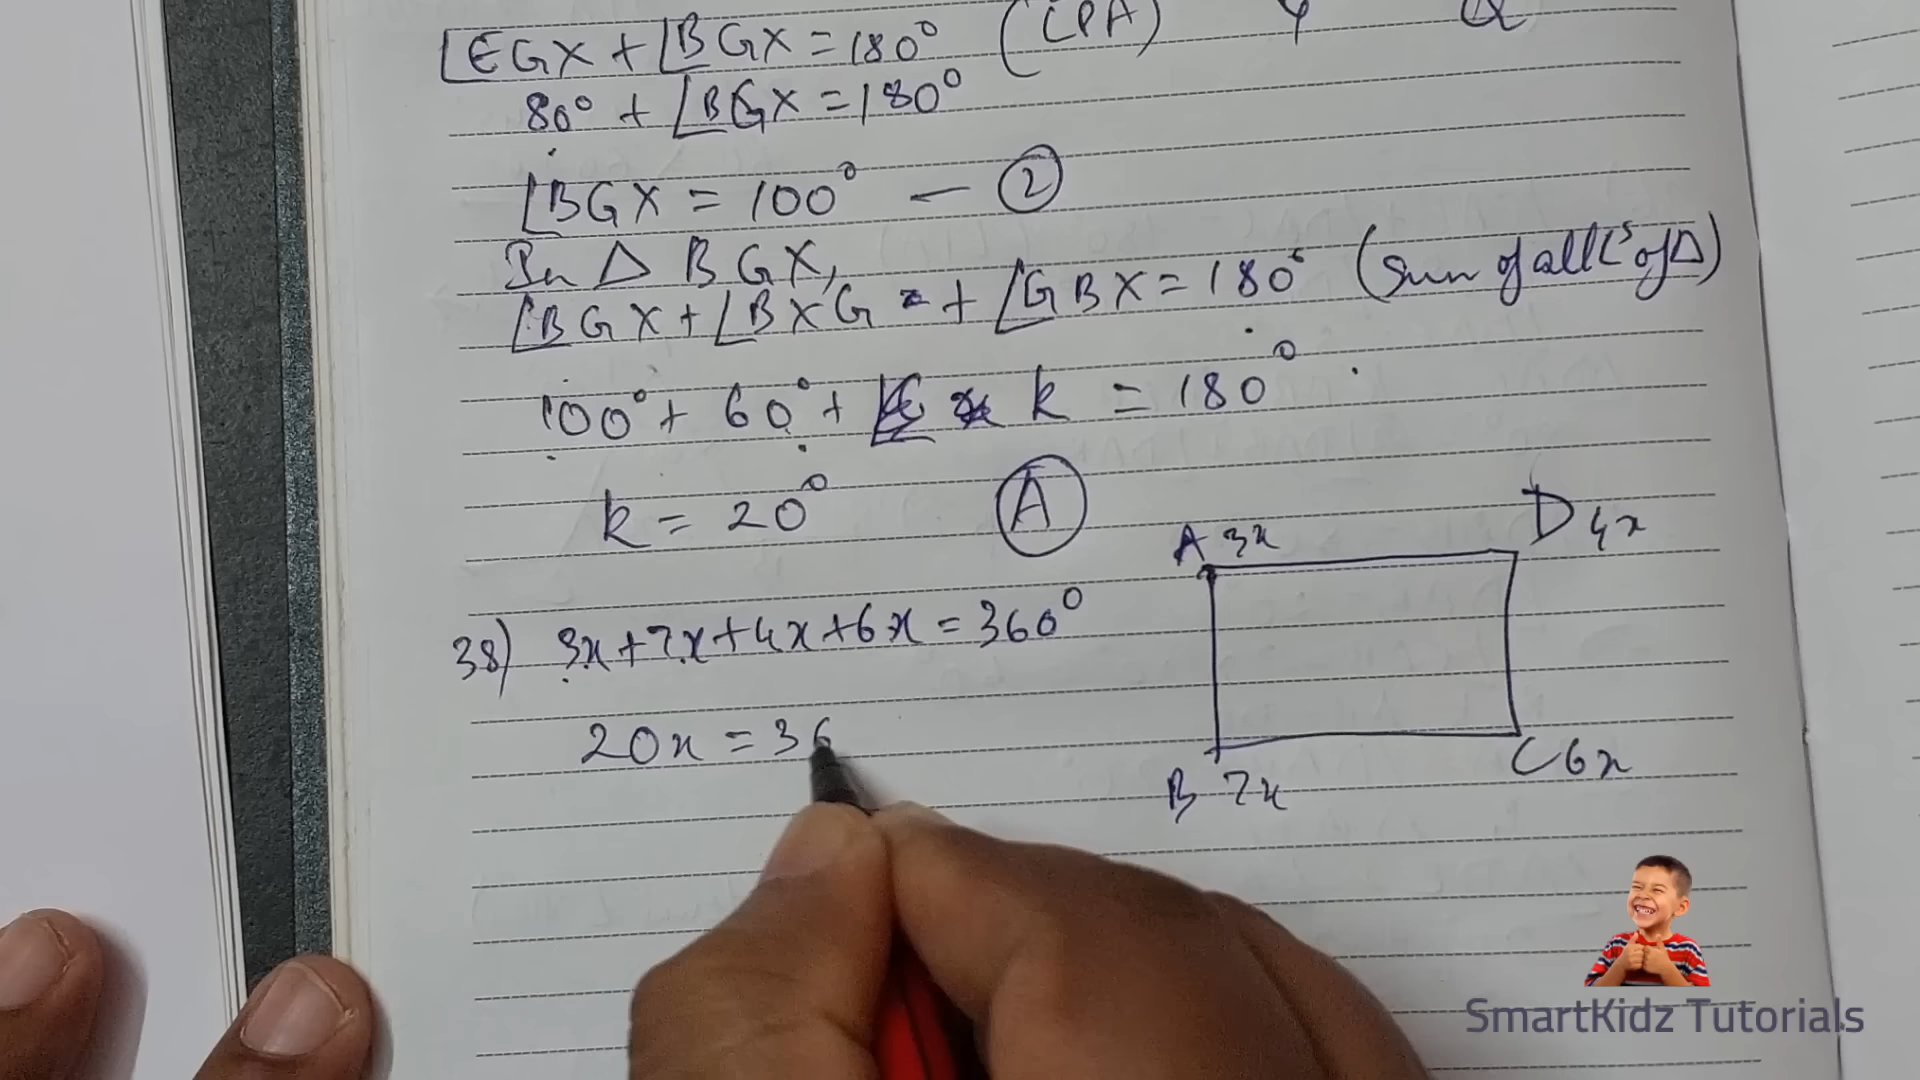 ∠EGX + ∠BGX = 180° (LPA)
80° + ∠BGX = 180°
∠BGX = 100° — ②
In △ BGX,
∠BGX + ∠BXG + ∠GBX = 180° (Sum of all ∠s of △)
100° + 60° + k = 180°
k = 20° Ⓐ
A 3x
D 4x
38) 3x + 7x + 4x + 6x = 360°
20x = 36
B 7x
C 6x
SmartKidz Tutorials